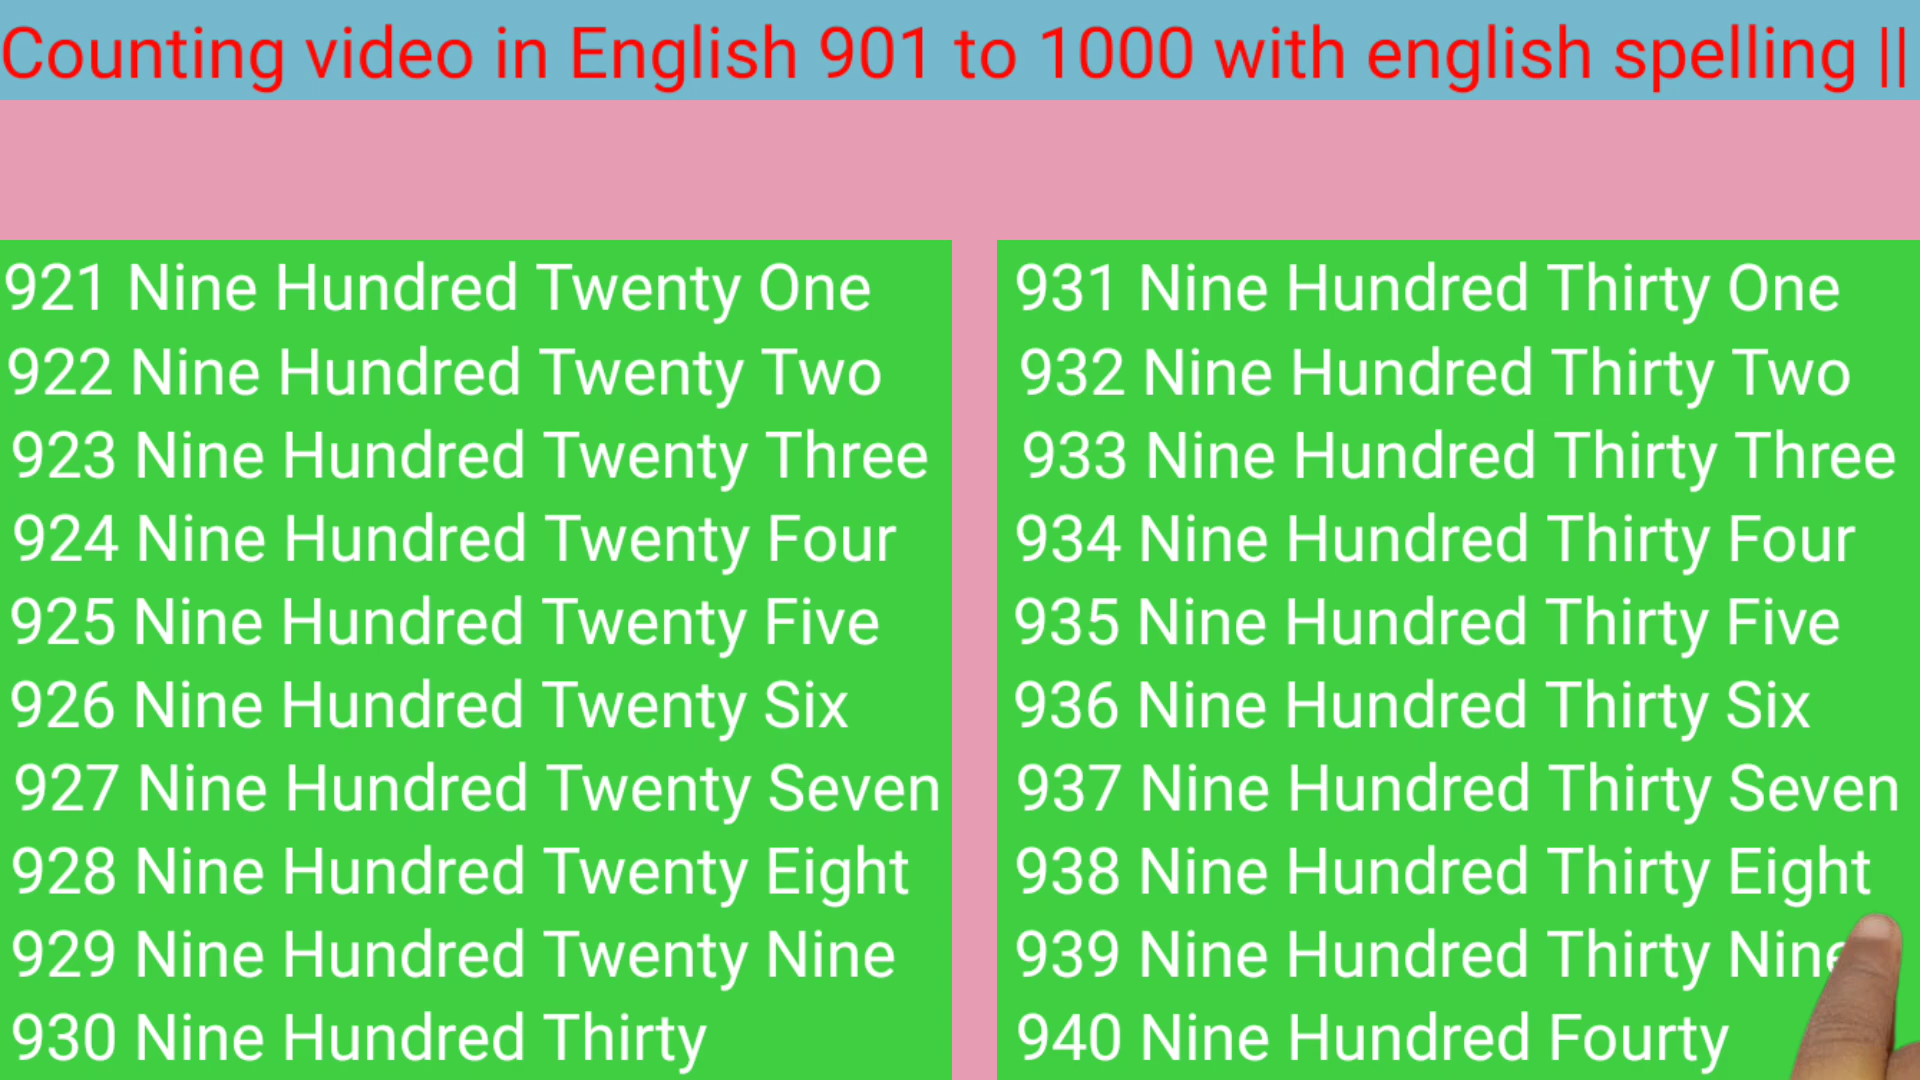 Counting video in English 901 to 1000 with english spelling ||
921 Nine Hundred Twenty One
922 Nine Hundred Twenty Two
923 Nine Hundred Twenty Three
924 Nine Hundred Twenty Four
925 Nine Hundred Twenty Five
926 Nine Hundred Twenty Six
927 Nine Hundred Twenty Seven
928 Nine Hundred Twenty Eight
929 Nine Hundred Twenty Nine
930 Nine Hundred Thirty
931 Nine Hundred Thirty One
932 Nine Hundred Thirty Two
933 Nine Hundred Thirty Three
934 Nine Hundred Thirty Four
935 Nine Hundred Thirty Five
936 Nine Hundred Thirty Six
937 Nine Hundred Thirty Seven
938 Nine Hundred Thirty Eight
939 Nine Hundred Thirty Nine
940 Nine Hundred Fourty